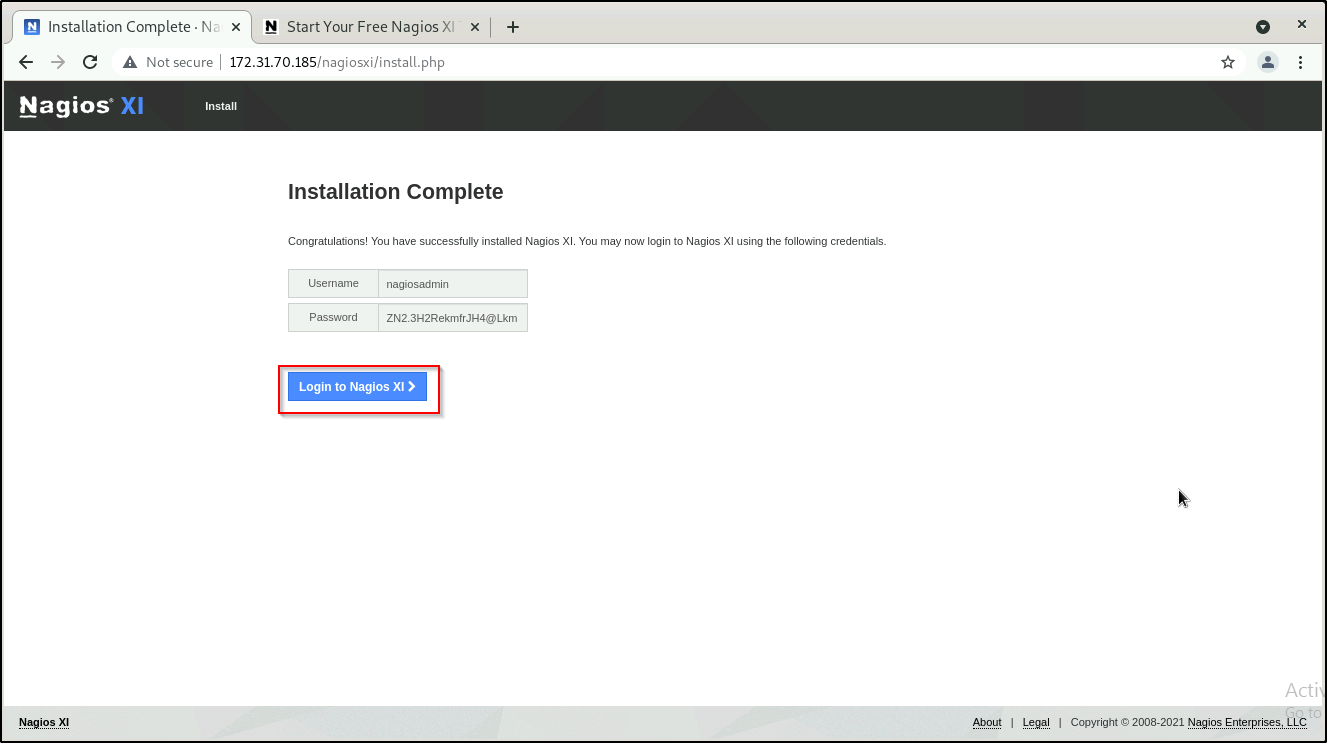 Installation Complete · Na
Start Your Free Nagios XI
Not secure | 172.31.70.185/nagiosxi/install.php
Nagios® XI
Install
Installation Complete
Congratulations! You have successfully installed Nagios XI. You may now login to Nagios XI using the following credentials.
Username nagiosadmin
Password ZN2.3H2RekmfrJH4@Lkm
Login to Nagios XI
Activ
Go to
Nagios XI
About | Legal | Copyright © 2008-2021 Nagios Enterprises, LLC